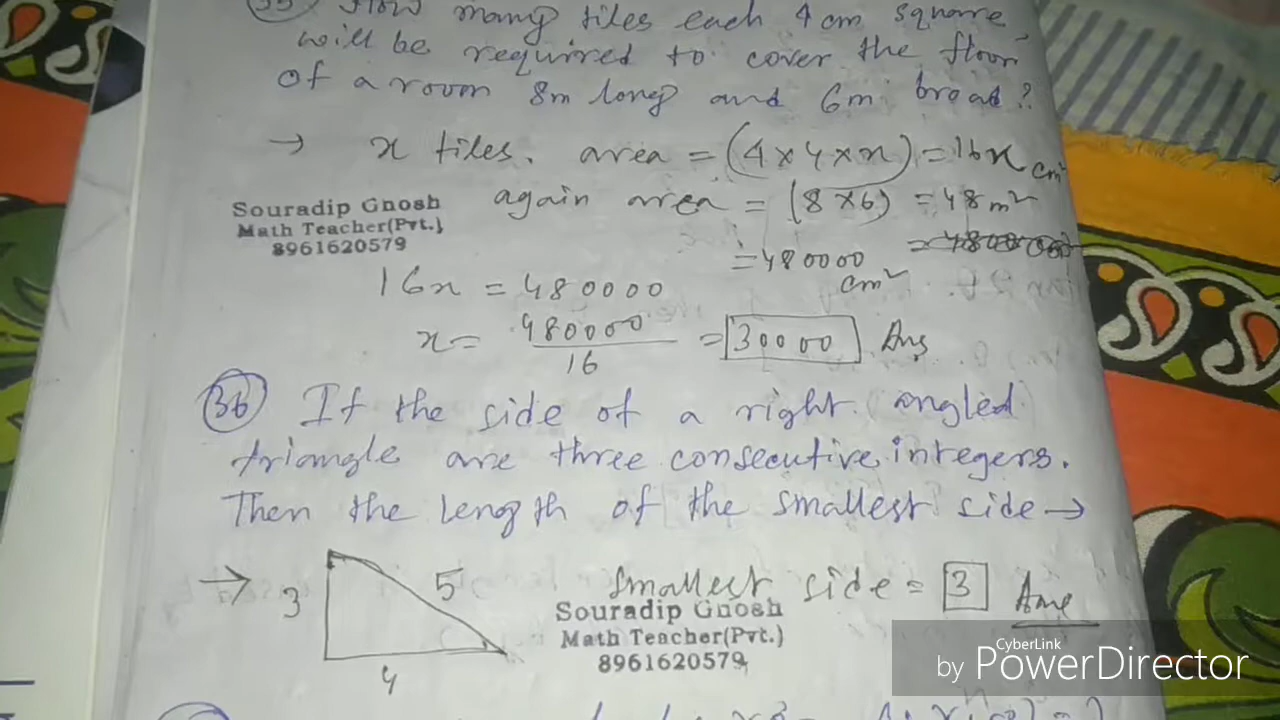 35 How many tiles each 4 cm square,
will be required to cover the floor
of a room 8m long and 6m broad?
→ x tiles. area = (4×4×x) = 16x cm²
again area = (8×6) = 48 m²
Souradip Ghosh
Math Teacher(Pvt.)
8961620579
= 480000 cm²
16x = 480000
x = 480000/16 = 30000 Ans
36 If the side of a right angled
triangle are three consecutive integers.
Then the length of the smallest side →
→ 3 5 4
smallest side = 3 Ans
Souradip Ghosh
Math Teacher(Pvt.)
8961620579
CyberLink
by PowerDirector